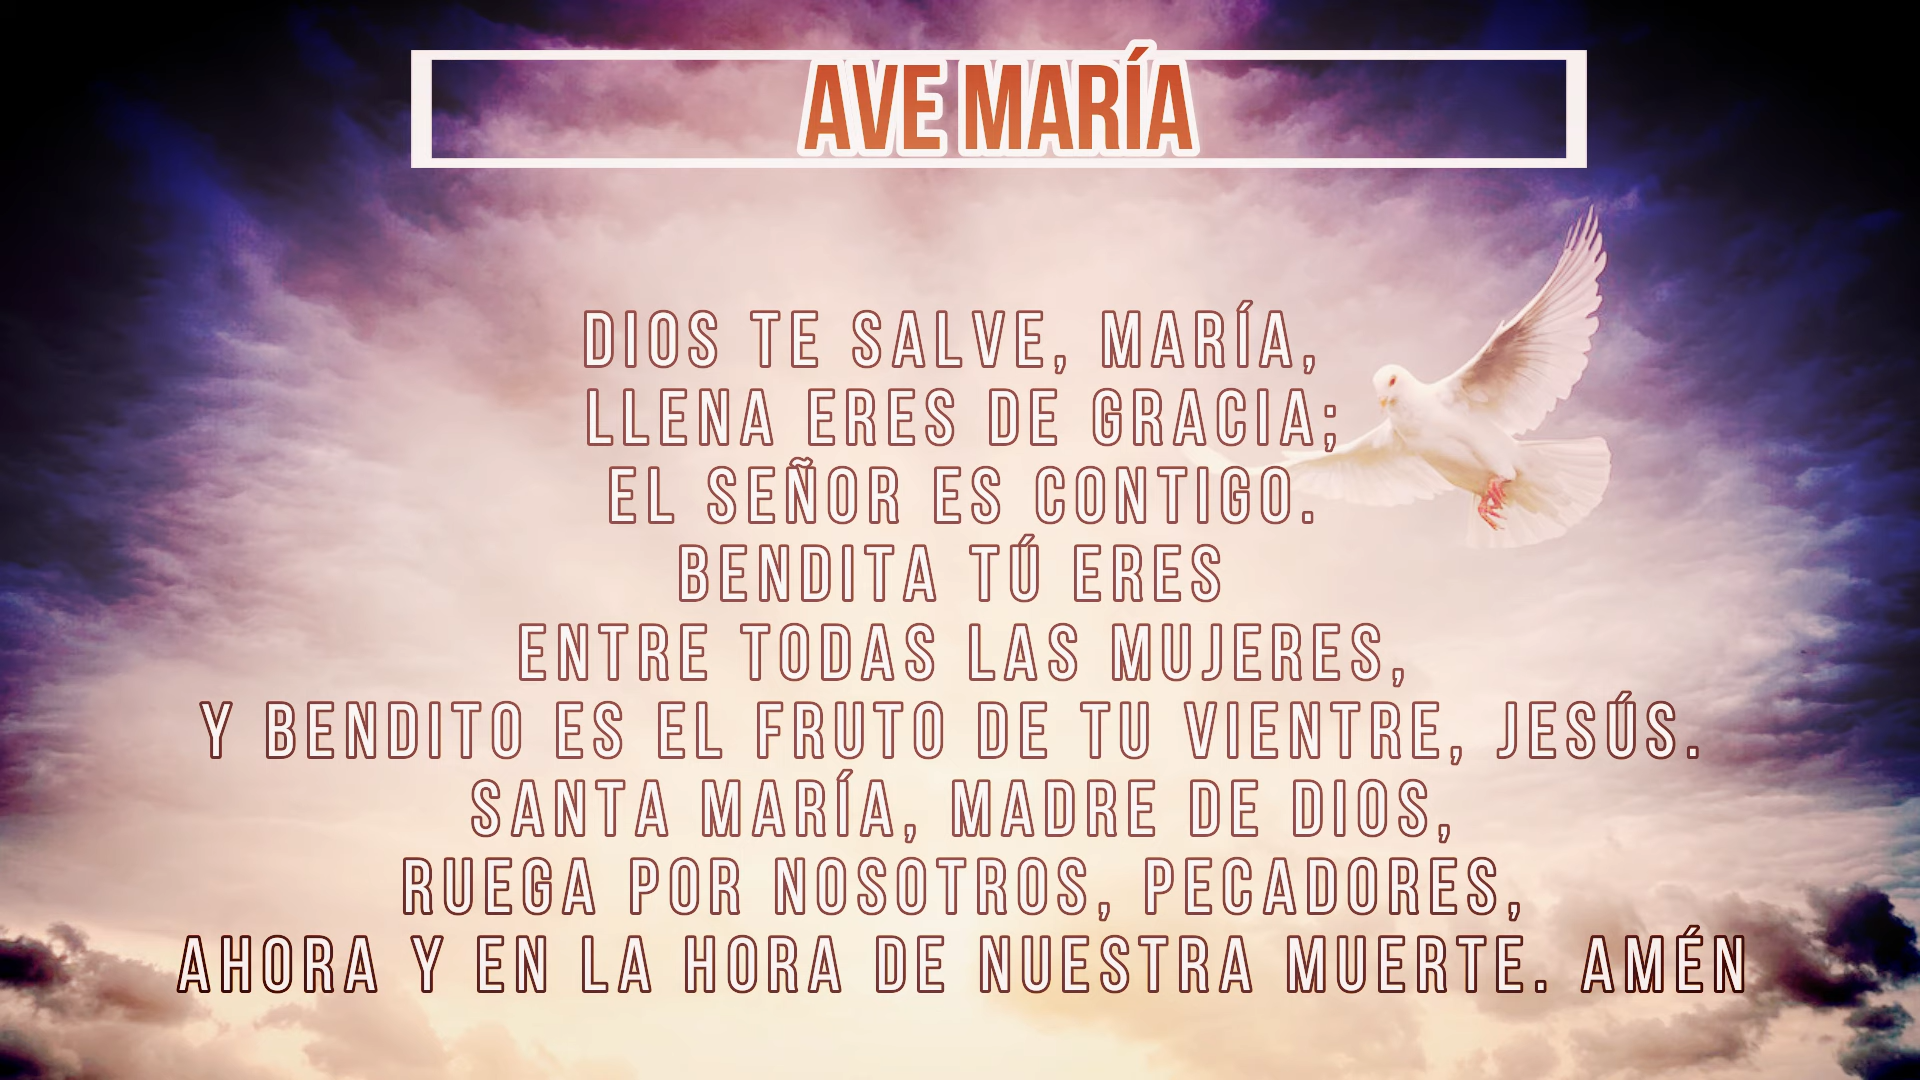 AVE MARÍA
DIOS TE SALVE, MARÍA,
LLENA ERES DE GRACIA;
EL SEÑOR ES CONTIGO.
BENDITA TÚ ERES
ENTRE TODAS LAS MUJERES,
Y BENDITO ES EL FRUTO DE TU VIENTRE, JESÚS.
SANTA MARÍA, MADRE DE DIOS,
RUEGA POR NOSOTROS, PECADORES,
AHORA Y EN LA HORA DE NUESTRA MUERTE. AMÉN